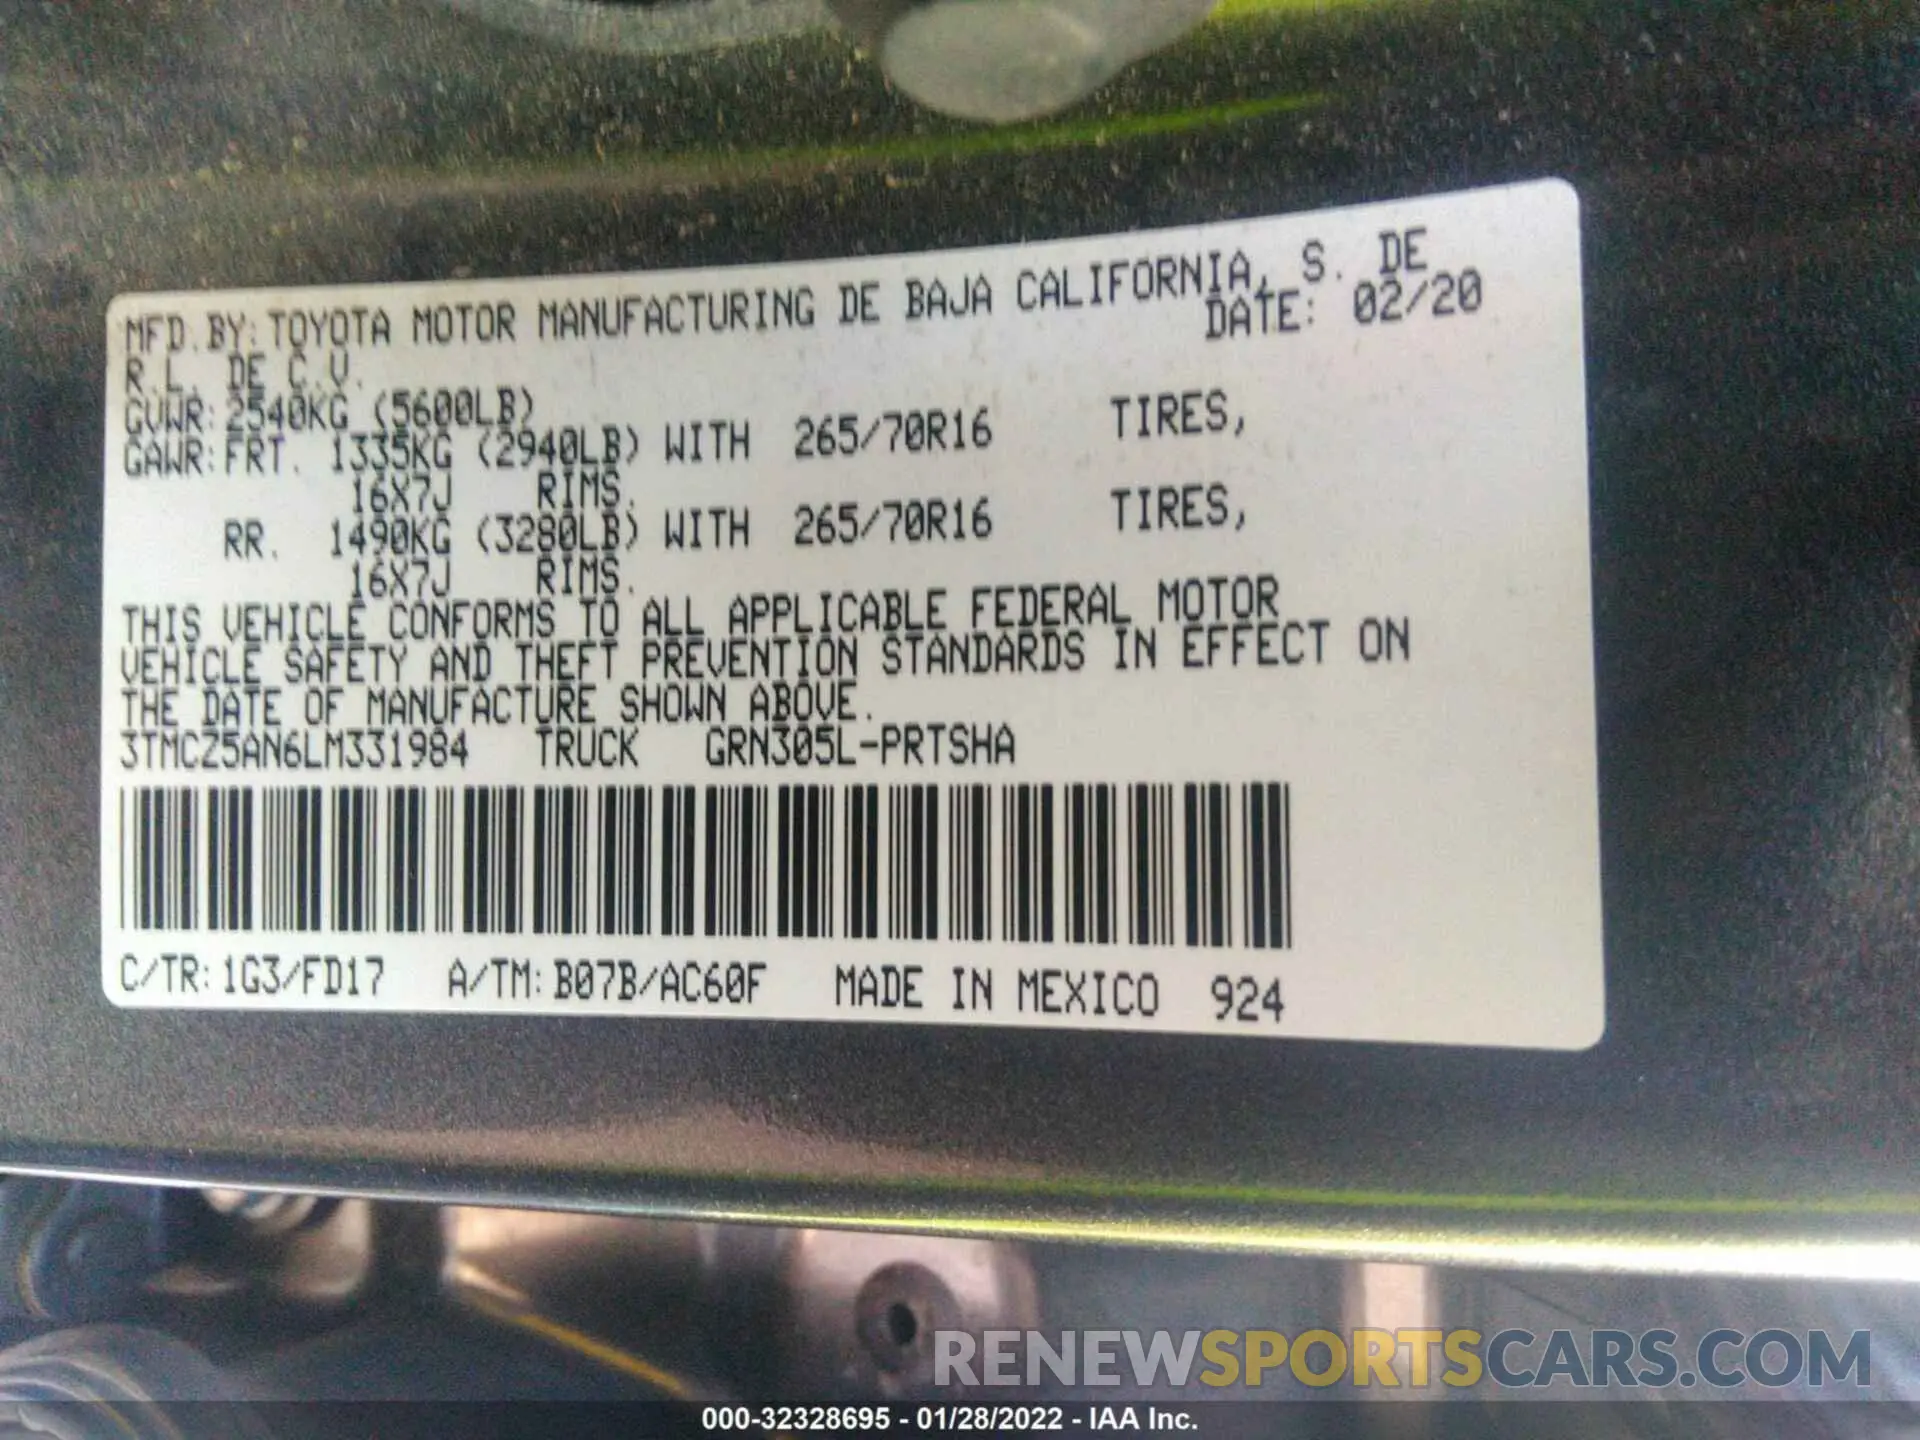 MFD. BY: TOYOTA MOTOR MANUFACTURING DE BAJA CALIFORNIA, S. DE
R.L. DE C.V. DATE: 02/20
GVWR: 2540KG (5600LB)
GAWR: FRT. 1335KG (2940LB) WITH 265/70R16 TIRES,
16X7J RIMS.
RR. 1490KG (3280LB) WITH 265/70R16 TIRES,
16X7J RIMS.
THIS VEHICLE CONFORMS TO ALL APPLICABLE FEDERAL MOTOR
VEHICLE SAFETY AND THEFT PREVENTION STANDARDS IN EFFECT ON
THE DATE OF MANUFACTURE SHOWN ABOVE.
3TMCZ5AN6LM331984 TRUCK GRN305L-PRTSHA
C/TR: 1G3/FD17 A/TM: B07B/AC60F MADE IN MEXICO 924
RENEWSPORTSCARS.COM
000-32328695 - 01/28/2022 - IAA Inc.